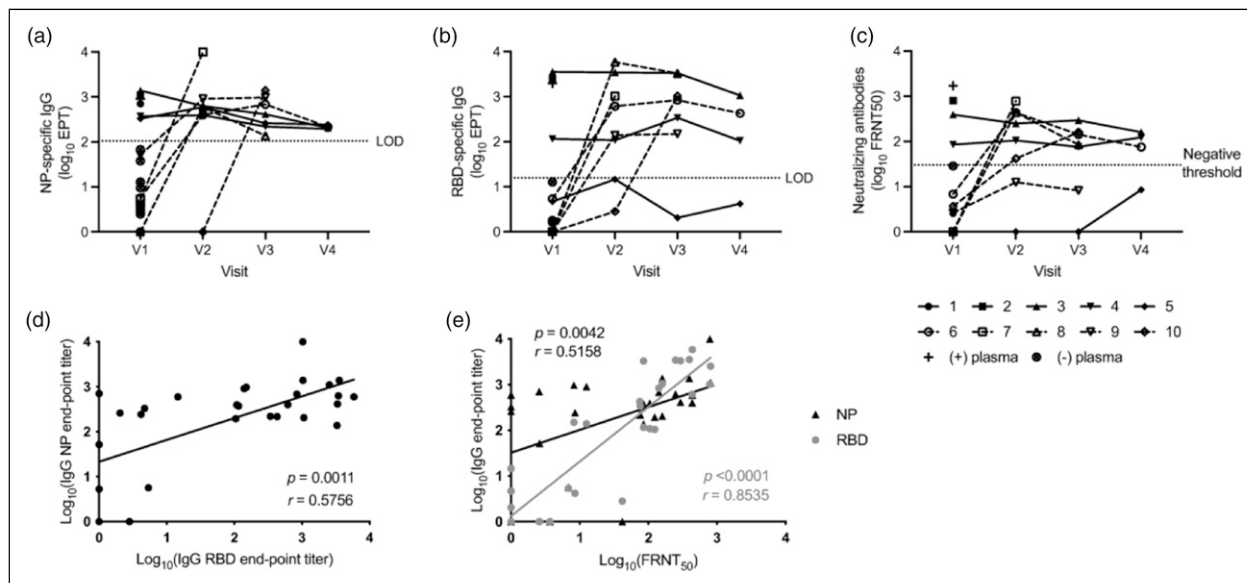 (a)
NP-specific IgG
(log10 EPT)
4
3
2
1
0
LOD
V1 V2 V3 V4
Visit
(b)
RBD-specific IgG
(log10 EPT)
4
3
2
1
0
LOD
V1 V2 V3 V4
Visit
(c)
Neutralizing antibodies
(log10 FRNT50)
4
3
2
1
0
Negative
threshold
V1 V2 V3 V4
Visit
1 2 3 4 5
6 7 8 9 10
(+) plasma (-) plasma
(d)
Log10(IgG NP end-point titer)
4
3
2
1
0
p = 0.0011
r = 0.5756
0 1 2 3 4
Log10(IgG RBD end-point titer)
(e)
Log10(IgG end-point titer)
4
3
2
1
0
p = 0.0042
r = 0.5158
p <0.0001
r = 0.8535
0 1 2 3
Log10(FRNT50)
NP
RBD